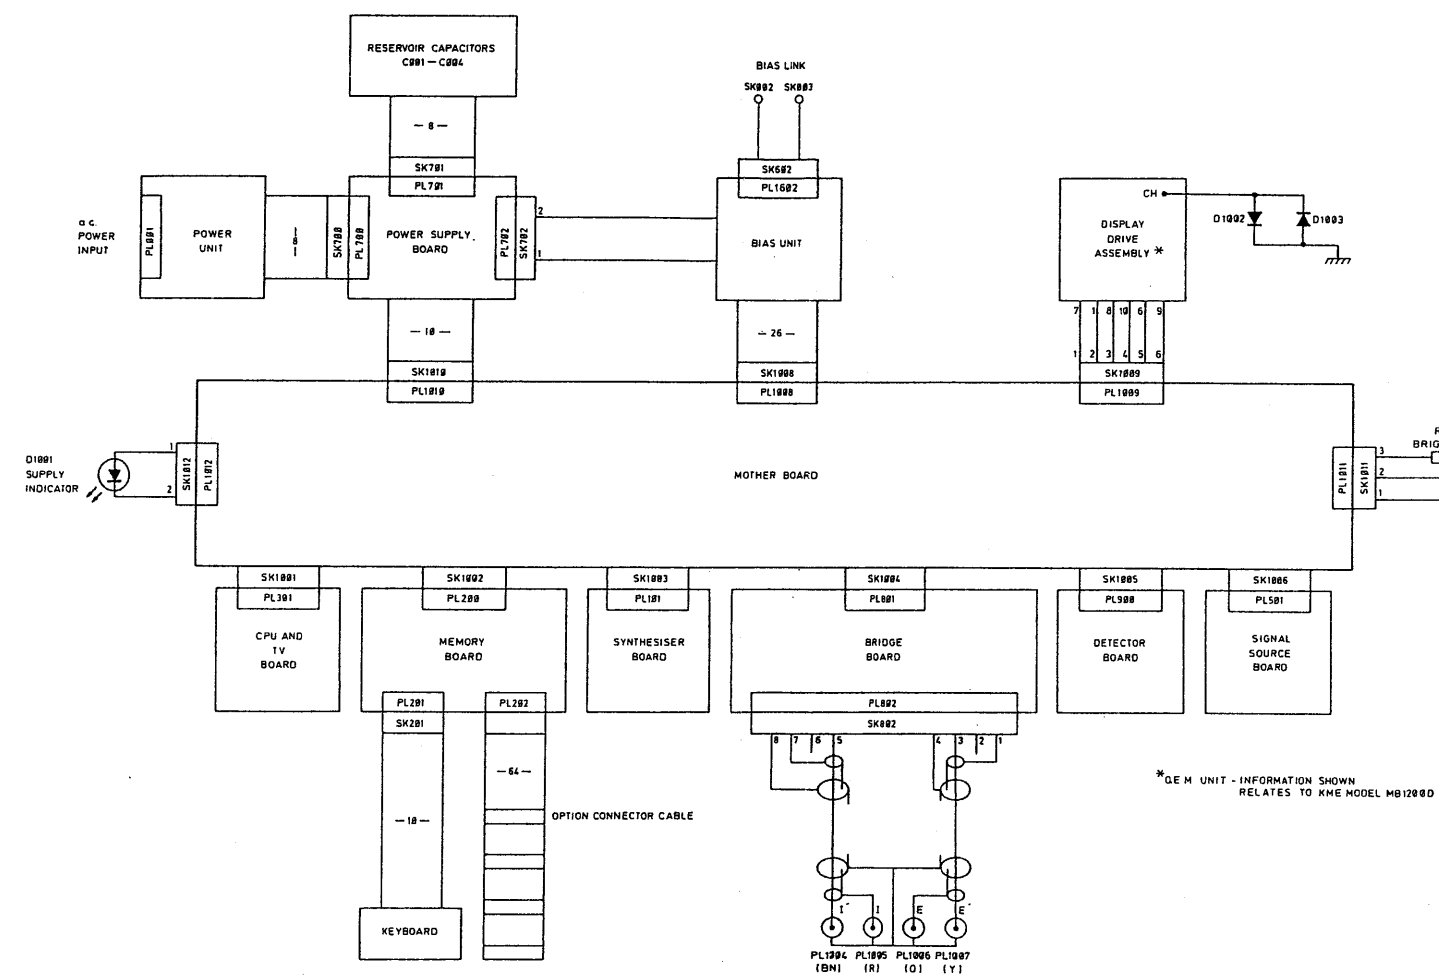 RESERVOIR CAPACITORS
C001-C004
— 8 —
SK701
PL701
BIAS LINK
SK002 SK003
SK602
PL1602
a.c.
POWER
INPUT
PL001
POWER
UNIT
— 8 —
SK700
PL700
POWER SUPPLY
BOARD
PL702
SK702
2
1
BIAS UNIT
CH
DISPLAY
DRIVE
ASSEMBLY *
D1002
D1003
7 1 8 10 6 9
1 2 3 4 5 6
— 10 —
— 26 —
SK1010
PL1010
SK1008
PL1008
SK1009
PL1009
D1001
SUPPLY
INDICATOR
1
2
SK1012
PL1012
MOTHER BOARD
PL1011
SK1011
3
2
1
R
BRIG
SK1001
PL301
SK1002
PL200
SK1003
PL101
SK1004
PL801
SK1005
PL900
SK1006
PL501
CPU AND
TV
BOARD
MEMORY
BOARD
SYNTHESISER
BOARD
BRIDGE
BOARD
DETECTOR
BOARD
SIGNAL
SOURCE
BOARD
PL201
SK201
PL202
PL802
SK802
8 7 6 5 4 3 2 1
— 64 —
— 10 —
OPTION CONNECTOR CABLE
KEYBOARD
* O.E M UNIT - INFORMATION SHOWN
RELATES TO KME MODEL MB1200D
I' I E E'
PL1004 PL1005 PL1006 PL1007
(BN) (R) (O) (Y)